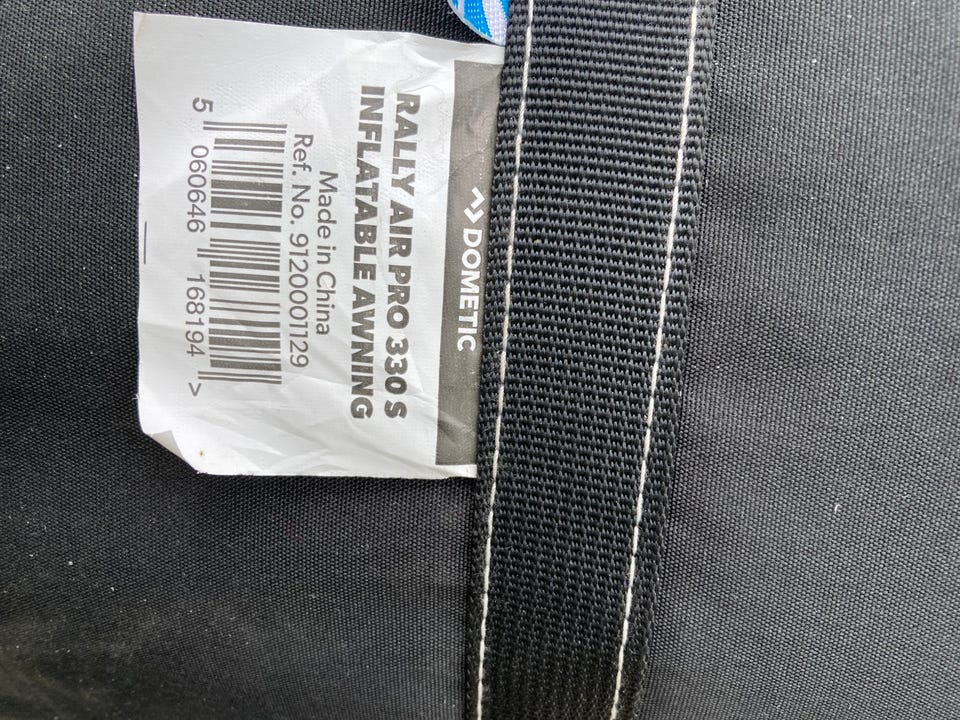 DOMETIC
RALLY AIR PRO 330 S
INFLATABLE AWNING
Made in China
Ref. No. 9120001129
5 060646 168194 >